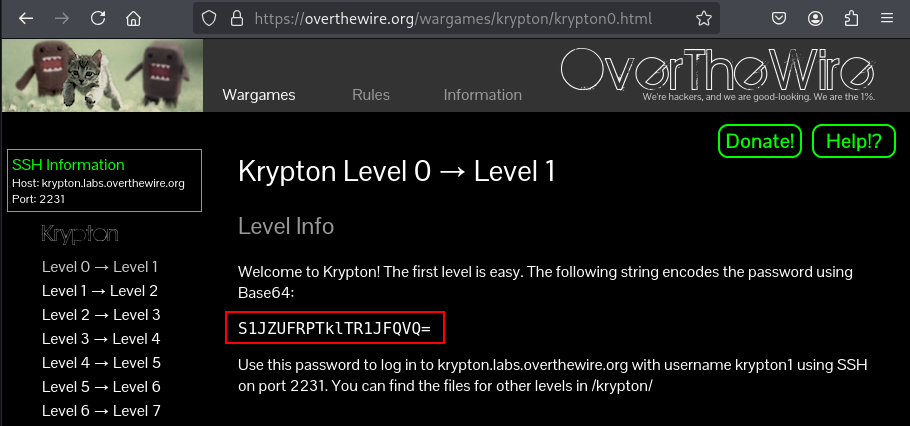 https://overthewire.org/wargames/krypton/krypton0.html
OverTheWire
We're hackers, and we are good-looking. We are the 1%.
Wargames Rules Information
Donate! Help!?
SSH Information
Host: krypton.labs.overthewire.org
Port: 2231
Krypton
Level 0 → Level 1
Level 1 → Level 2
Level 2 → Level 3
Level 3 → Level 4
Level 4 → Level 5
Level 5 → Level 6
Level 6 → Level 7
Krypton Level 0 → Level 1
Level Info
Welcome to Krypton! The first level is easy. The following string encodes the password using
Base64:
S1JZUFRPTklTR1JFQVQ=
Use this password to log in to krypton.labs.overthewire.org with username krypton1 using SSH
on port 2231. You can find the files for other levels in /krypton/